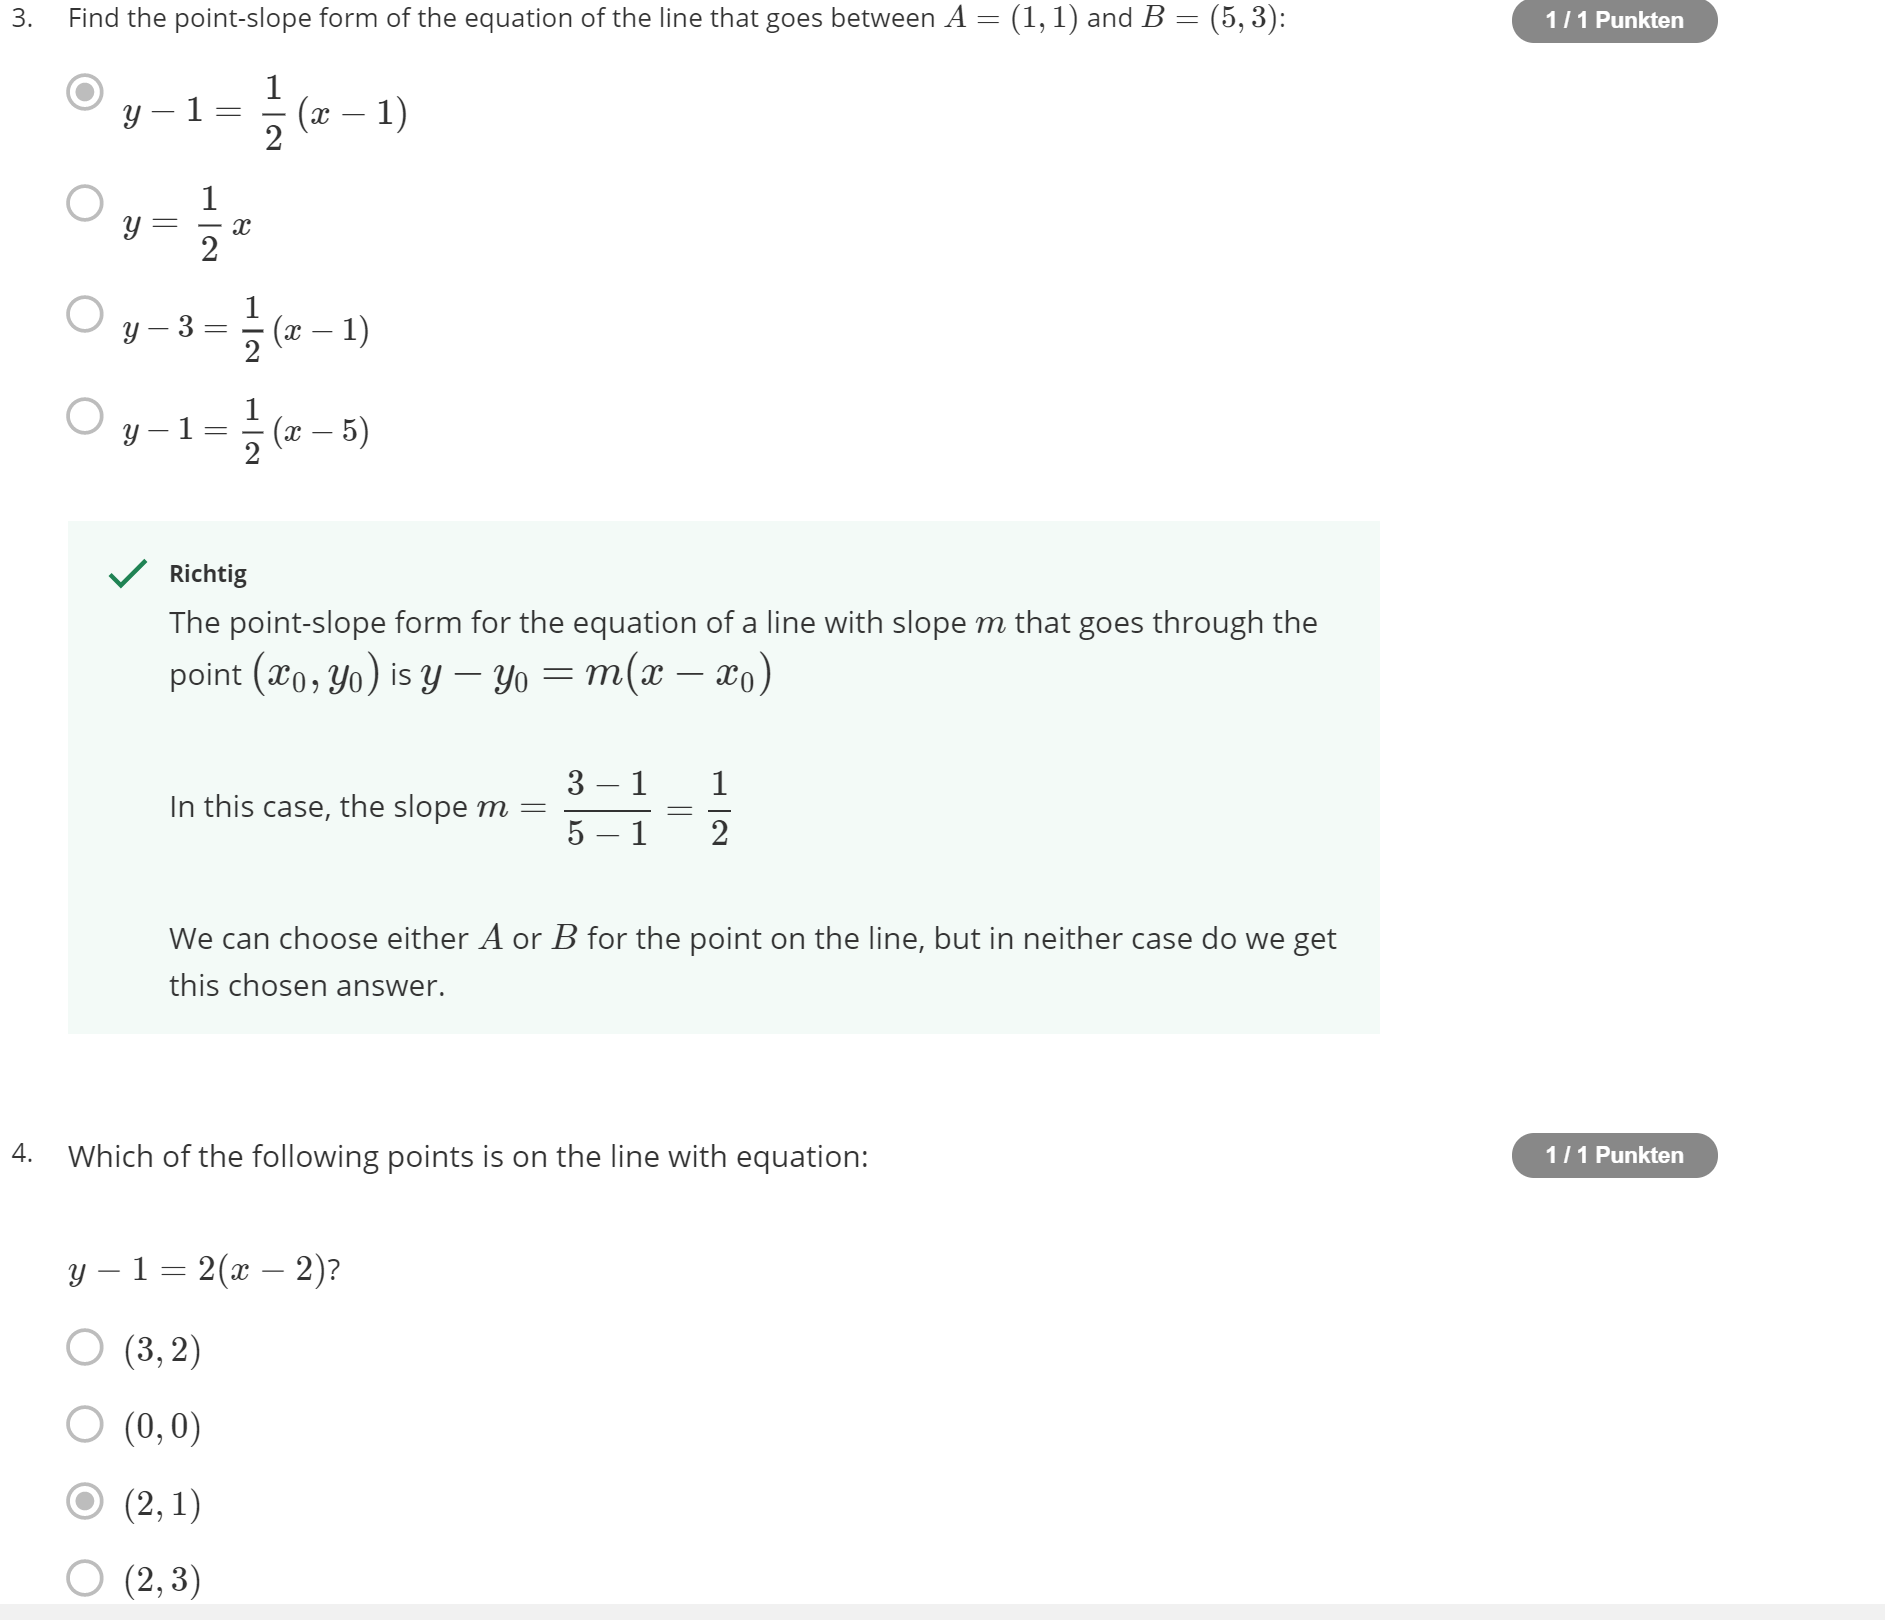 3. Find the point-slope form of the equation of the line that goes between A = (1, 1) and B = (5, 3):
1 / 1 Punkten
y − 1 = 1/2 (x − 1)
y = 1/2 x
y − 3 = 1/2 (x − 1)
y − 1 = 1/2 (x − 5)
Richtig
The point-slope form for the equation of a line with slope m that goes through the
point (x₀, y₀) is y − y₀ = m(x − x₀)
In this case, the slope m = (3 − 1)/(5 − 1) = 1/2
We can choose either A or B for the point on the line, but in neither case do we get
this chosen answer.
4. Which of the following points is on the line with equation:
1 / 1 Punkten
y − 1 = 2(x − 2)?
(3, 2)
(0, 0)
(2, 1)
(2, 3)